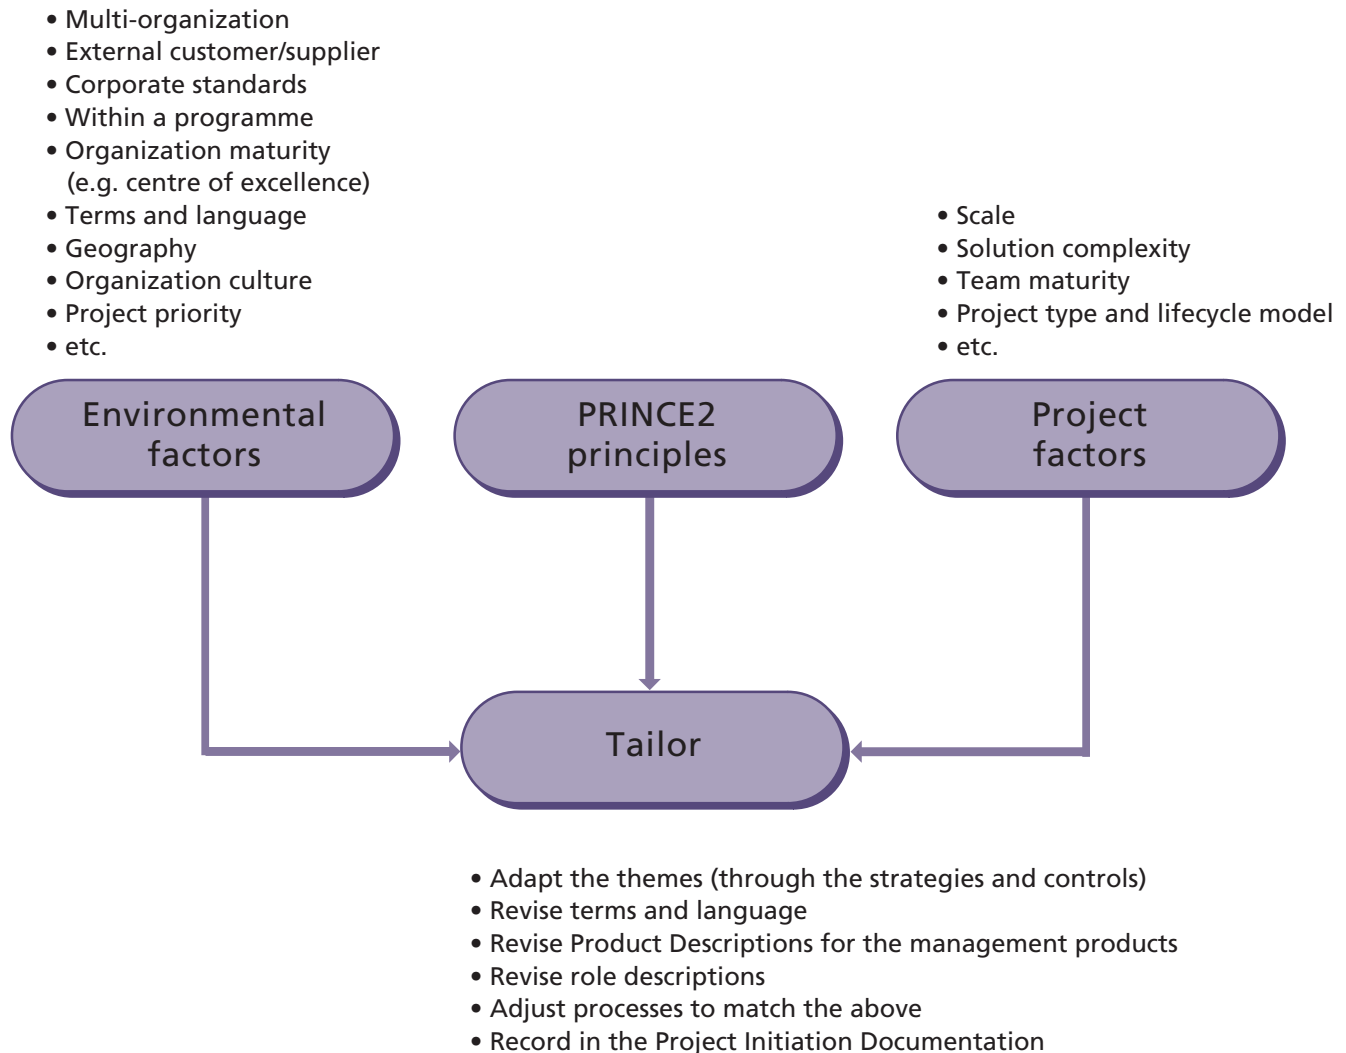 • Multi-organization
• External customer/supplier
• Corporate standards
• Within a programme
• Organization maturity
(e.g. centre of excellence)
• Terms and language
• Geography
• Organization culture
• Project priority
• etc.
• Scale
• Solution complexity
• Team maturity
• Project type and lifecycle model
• etc.
Environmental
factors
PRINCE2
principles
Project
factors
Tailor
• Adapt the themes (through the strategies and controls)
• Revise terms and language
• Revise Product Descriptions for the management products
• Revise role descriptions
• Adjust processes to match the above
• Record in the Project Initiation Documentation